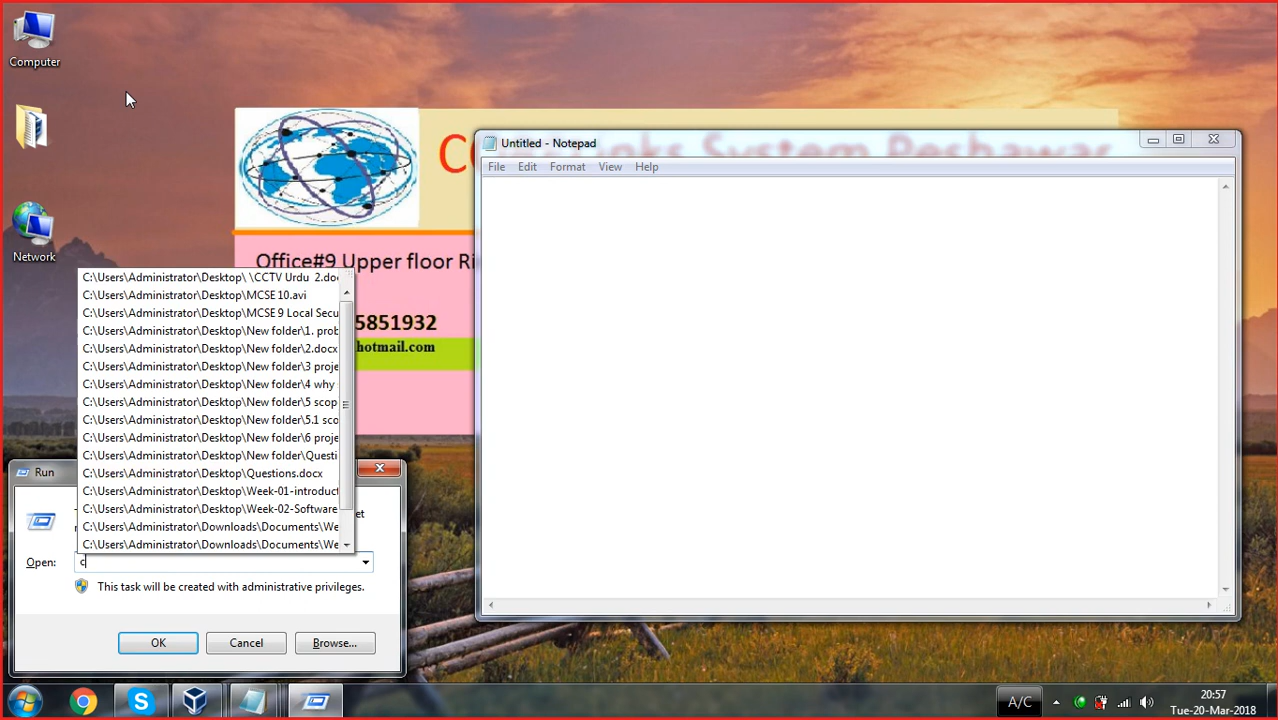 Computer
Network
C
System Peshawar
Office#9 Upper floor Ri
5851932
hotmail.com
Untitled - Notepad
File Edit Format View Help
C:\Users\Administrator\Desktop\ \CCTV Urdu 2.do
C:\Users\Administrator\Desktop\MCSE 10.avi
C:\Users\Administrator\Desktop\MCSE 9 Local Secu
C:\Users\Administrator\Desktop\New folder\1. prob
C:\Users\Administrator\Desktop\New folder\2.docx
C:\Users\Administrator\Desktop\New folder\3 proje
C:\Users\Administrator\Desktop\New folder\4 why
C:\Users\Administrator\Desktop\New folder\5 scop
C:\Users\Administrator\Desktop\New folder\5.1 sco
C:\Users\Administrator\Desktop\New folder\6 proje
C:\Users\Administrator\Desktop\New folder\Questi
C:\Users\Administrator\Desktop\Questions.docx
C:\Users\Administrator\Desktop\Week-01-introduct
C:\Users\Administrator\Desktop\Week-02-Software
C:\Users\Administrator\Downloads\Documents\We
C:\Users\Administrator\Downloads\Documents\We
Run
et
Open: c
This task will be created with administrative privileges.
OK Cancel Browse...
A/C
20:57
Tue-20-Mar-2018